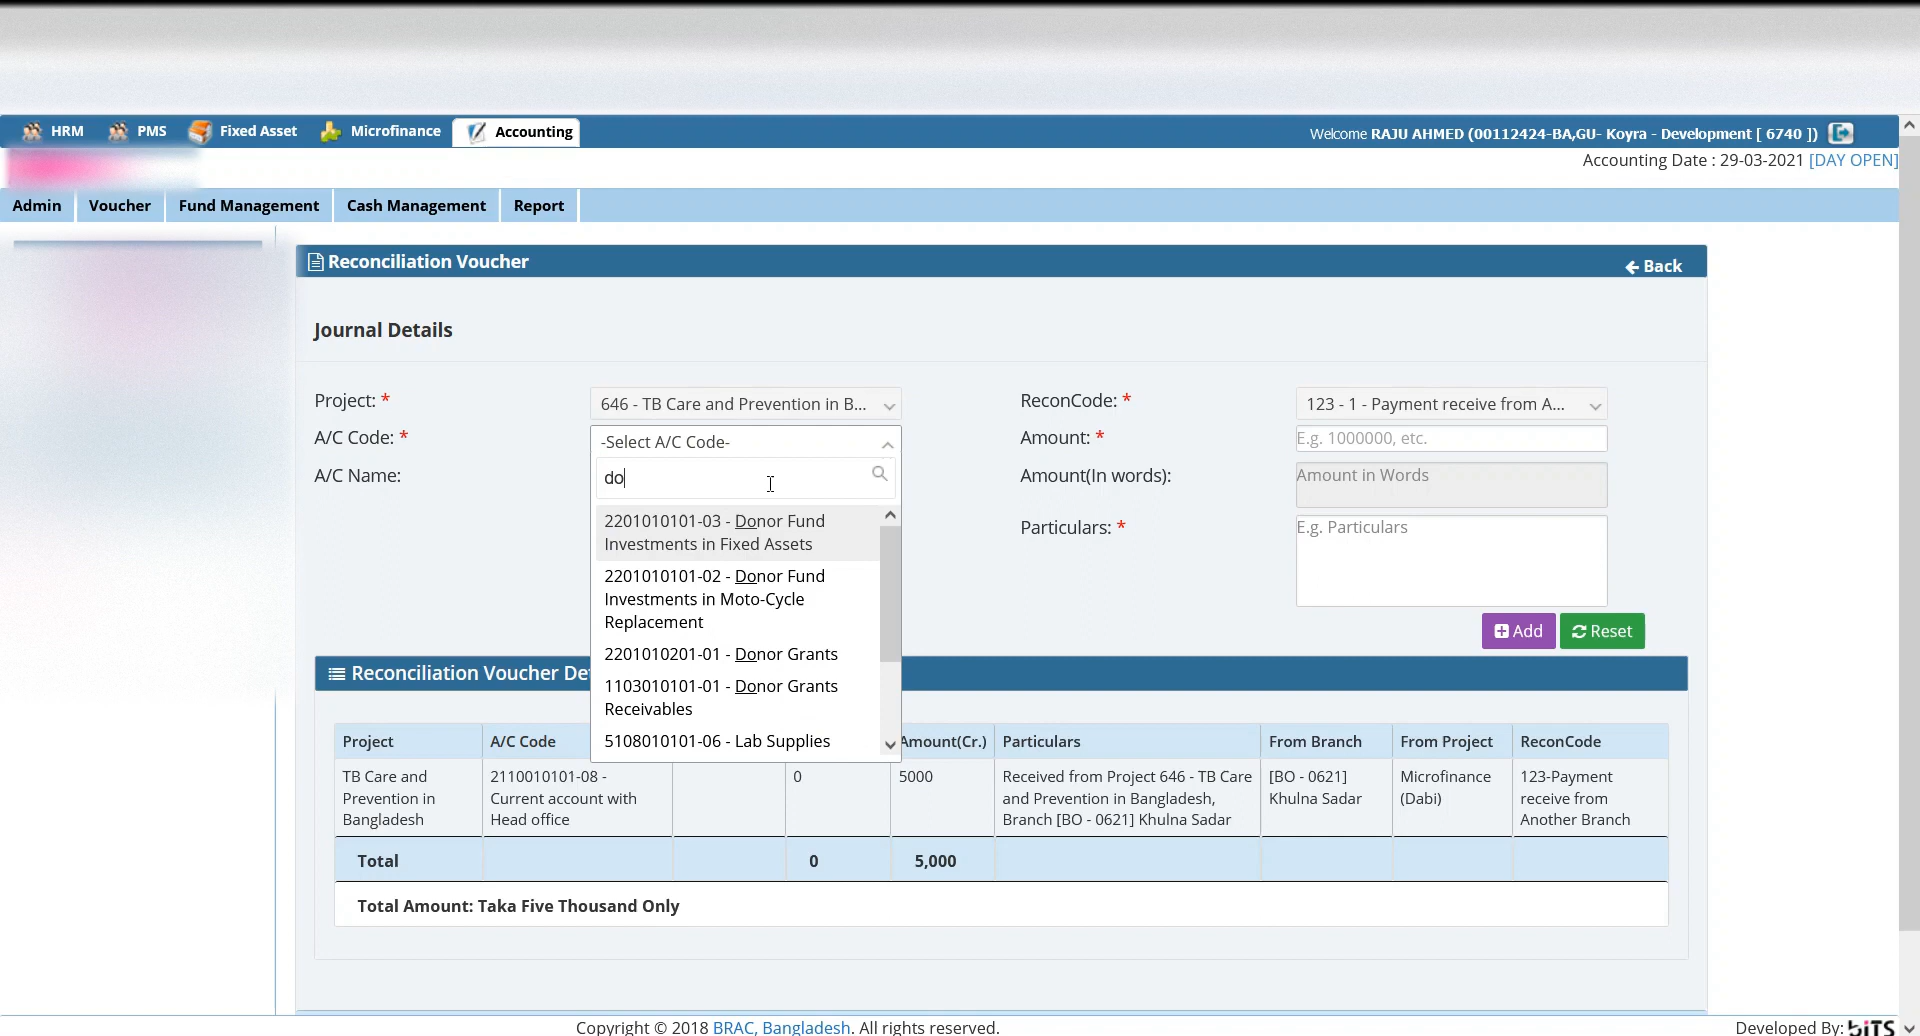 HRM PMS Fixed Asset Microfinance Accounting Welcome RAJU AHMED (00112424-BA,GU- Koyra - Development [ 6740 ])
Accounting Date : 29-03-2021 [DAY OPEN]
Admin Voucher Fund Management Cash Management Report
Reconciliation Voucher Back
Journal Details
Project: * 646 - TB Care and Prevention in B... ReconCode: * 123 - 1 - Payment receive from A...
A/C Code: * -Select A/C Code- Amount: * E.g. 1000000, etc.
A/C Name: do Amount(In words): Amount in Words
2201010101-03 - Donor Fund
Investments in Fixed Assets
Particulars: * E.g. Particulars
2201010101-02 - Donor Fund
Investments in Moto-Cycle
Replacement
2201010201-01 - Donor Grants
1103010101-01 - Donor Grants
Receivables
5108010101-06 - Lab Supplies
Add Reset
Reconciliation Voucher De
Project A/C Code Amount(Cr.) Particulars From Branch From Project ReconCode
TB Care and 2110010101-08 - 0 5000 Received from Project 646 - TB Care [BO - 0621] Microfinance 123-Payment
Prevention in Current account with and Prevention in Bangladesh, Khulna Sadar (Dabi) receive from
Bangladesh Head office Branch [BO - 0621] Khulna Sadar Another Branch
Total 0 5,000
Total Amount: Taka Five Thousand Only
Copyright © 2018 BRAC, Bangladesh. All rights reserved. Developed By: biTS